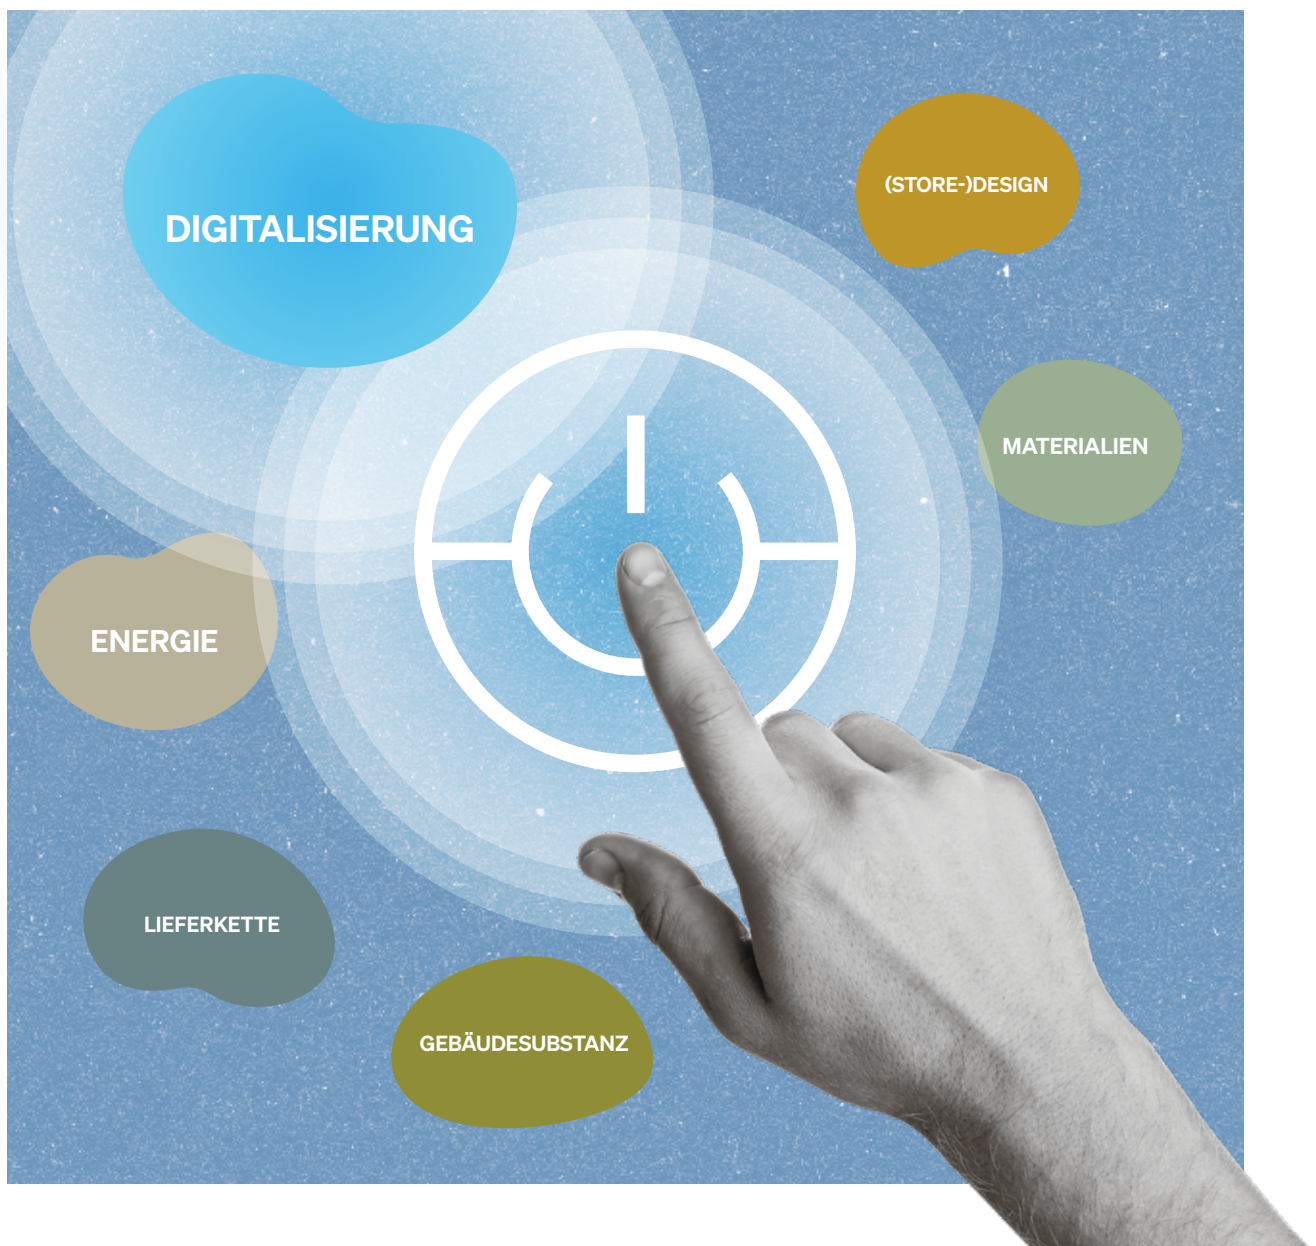 DIGITALISIERUNG
(STORE-)DESIGN
MATERIALIEN
ENERGIE
LIEFERKETTE
GEBÄUDESUBSTANZ